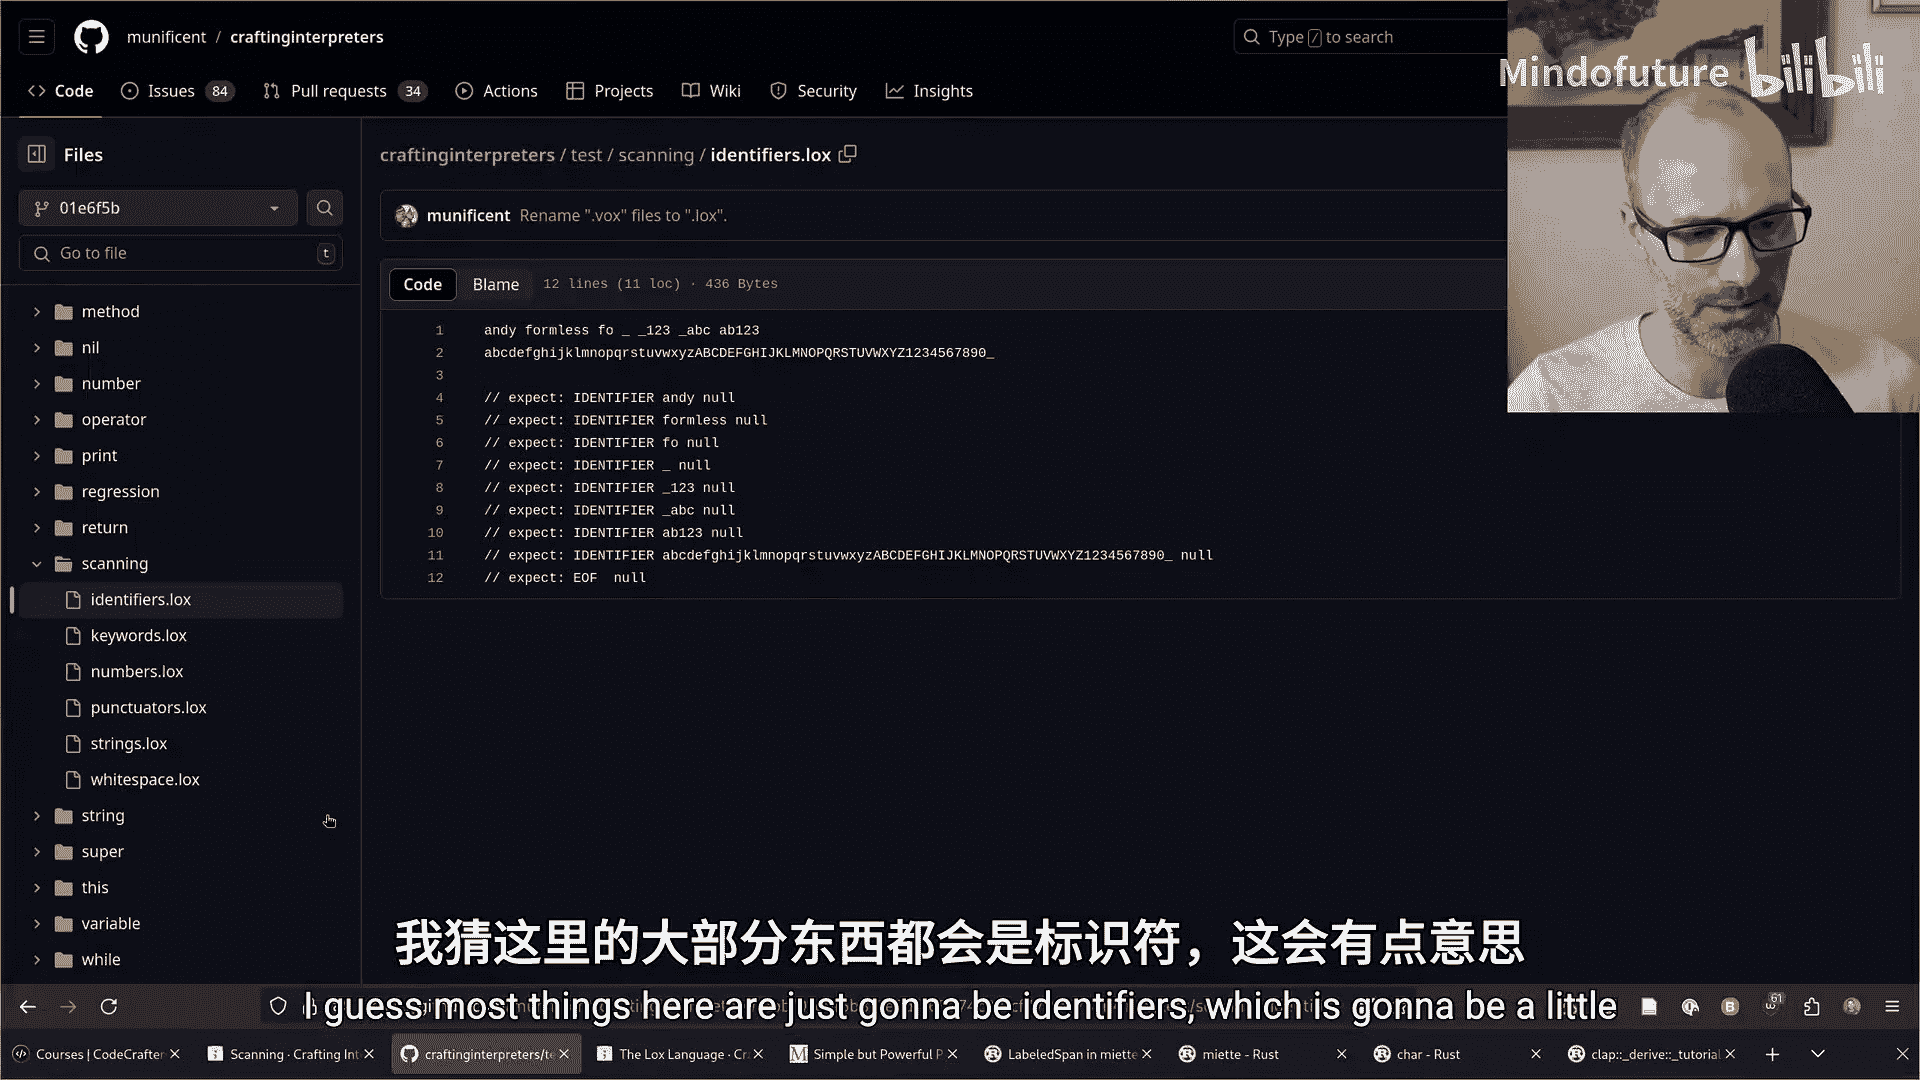 munificent / craftinginterpreters
Type / to search
Mindofuture bilibili
Code
Issues 84
Pull requests 34
Actions
Projects
Wiki
Security
Insights
Files
craftinginterpreters / test / scanning / identifiers.lox
01e6f5b
munificent Rename ".vox" files to ".lox".
Go to file t
Code Blame 12 lines (11 loc) · 436 Bytes
method
nil
number
operator
print
regression
return
scanning
identifiers.lox
keywords.lox
numbers.lox
punctuators.lox
strings.lox
whitespace.lox
string
super
this
variable
while
1 andy formless fo _ _123 _abc ab123
2 abcdefghijklmnopqrstuvwxyzABCDEFGHIJKLMNOPQRSTUVWXYZ1234567890_
3
4 // expect: IDENTIFIER andy null
5 // expect: IDENTIFIER formless null
6 // expect: IDENTIFIER fo null
7 // expect: IDENTIFIER _ null
8 // expect: IDENTIFIER _123 null
9 // expect: IDENTIFIER _abc null
10 // expect: IDENTIFIER ab123 null
11 // expect: IDENTIFIER abcdefghijklmnopqrstuvwxyzABCDEFGHIJKLMNOPQRSTUVWXYZ1234567890_ null
12 // expect: EOF  null
我猜这里的大部分东西都会是标识符，这会有点意思
I guess most things here are just gonna be identifiers, which is gonna be a little
61
Courses | CodeCrafter
Scanning · Crafting Int
craftinginterpreters/te
The Lox Language · Cr
Simple but Powerful P
LabeledSpan in miette
miette - Rust
char - Rust
clap::_derive::_tutorial